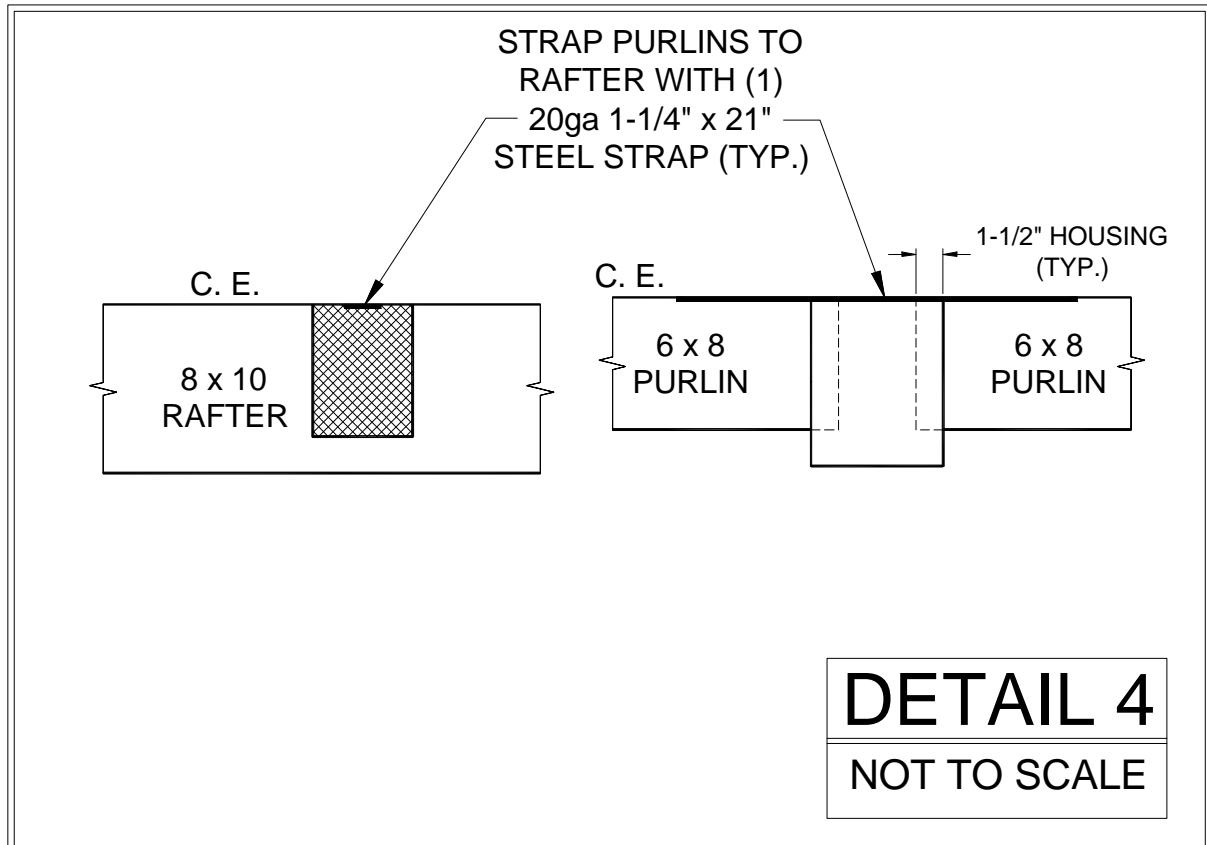 STRAP PURLINS TO
RAFTER WITH (1)
20ga 1-1/4" x 21"
STEEL STRAP (TYP.)
1-1/2" HOUSING
(TYP.)
C. E.
C. E.
8 x 10
RAFTER
6 x 8
PURLIN
6 x 8
PURLIN
DETAIL 4
NOT TO SCALE